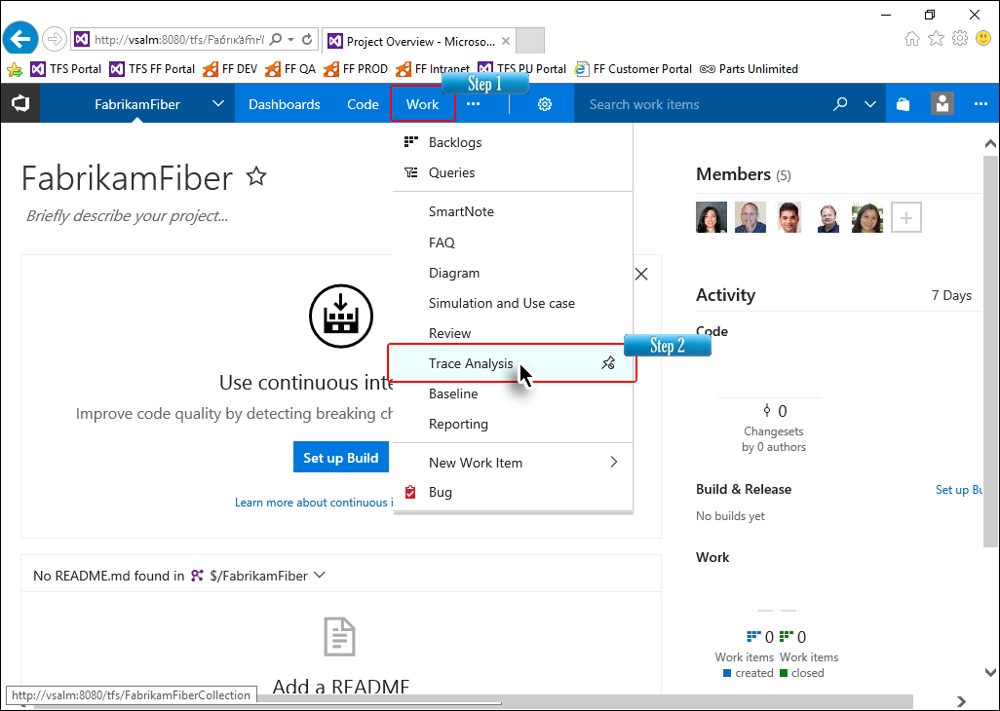 http://vsalm:8080/tfs/
Project Overview - Microso...
TFS Portal
TFS FF Portal
FF DEV
FF QA
FF PROD
FF Intranet
TFS PU Portal
FF Customer Portal
Parts Unlimited
Step 1
FabrikamFiber
Dashboards
Code
Work
Search work items
Backlogs
Queries
SmartNote
FAQ
Diagram
Simulation and Use case
Review
Trace Analysis
Step 2
Baseline
Reporting
New Work Item
Bug
FabrikamFiber
Briefly describe your project...
Use continuous inte
Improve code quality by detecting breaking ch
Set up Build
Learn more about continuous i
No README.md found in $/FabrikamFiber
Add a README
Members (5)
Activity
7 Days
Code
0
Changesets
by 0 authors
Build & Release
Set up Bu
No builds yet
Work
0 0
Work items Work items
created closed
http://vsalm:8080/tfs/FabrikamFiberCollection